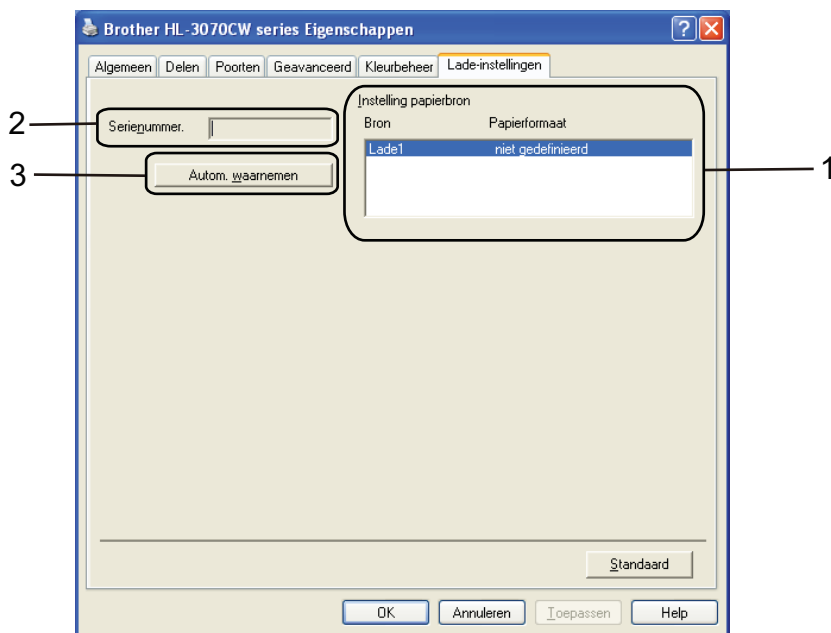 Brother HL-3070CW series Eigenschappen
Algemeen Delen Poorten Geavanceerd Kleurbeheer Lade-instellingen
Instelling papierbron
2 Serienummer. Bron Papierformaat
Lade1 niet gedefinieerd 1
3 Autom. waarnemen
Standaard
OK Annuleren Toepassen Help